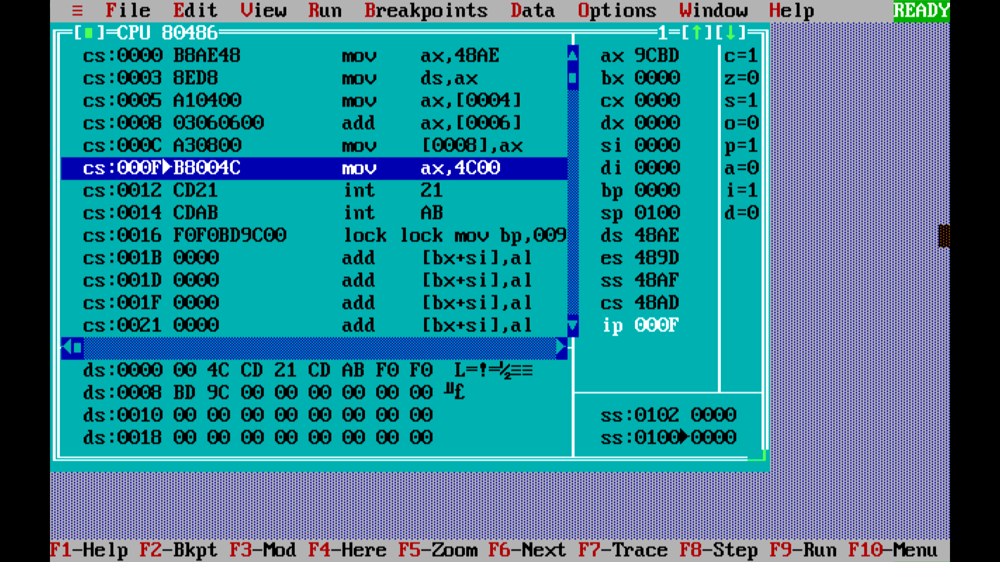 ≡ File Edit View Run Breakpoints Data Options Window Help READY
[■]=CPU 80486 1=[↑][↓]
cs:0000 B8AE48 mov ax,48AE ax 9CBD c=1
cs:0003 8ED8 mov ds,ax bx 0000 z=0
cs:0005 A10400 mov ax,[0004] cx 0000 s=1
cs:0008 03060600 add ax,[0006] dx 0000 o=0
cs:000C A30800 mov [0008],ax si 0000 p=1
cs:000F►B8004C mov ax,4C00 di 0000 a=0
cs:0012 CD21 int 21 bp 0000 i=1
cs:0014 CDAB int AB sp 0100 d=0
cs:0016 F0F0BD9C00 lock lock mov bp,009 ds 48AE
cs:001B 0000 add [bx+si],al es 489D
cs:001D 0000 add [bx+si],al ss 48AF
cs:001F 0000 add [bx+si],al cs 48AD
cs:0021 0000 add [bx+si],al ip 000F
ds:0000 00 4C CD 21 CD AB F0 F0 L=!=½≡≡
ds:0008 BD 9C 00 00 00 00 00 00 ╜£
ds:0010 00 00 00 00 00 00 00 00 ss:0102 0000
ds:0018 00 00 00 00 00 00 00 00 ss:0100►0000
F1-Help F2-Bkpt F3-Mod F4-Here F5-Zoom F6-Next F7-Trace F8-Step F9-Run F10-Menu